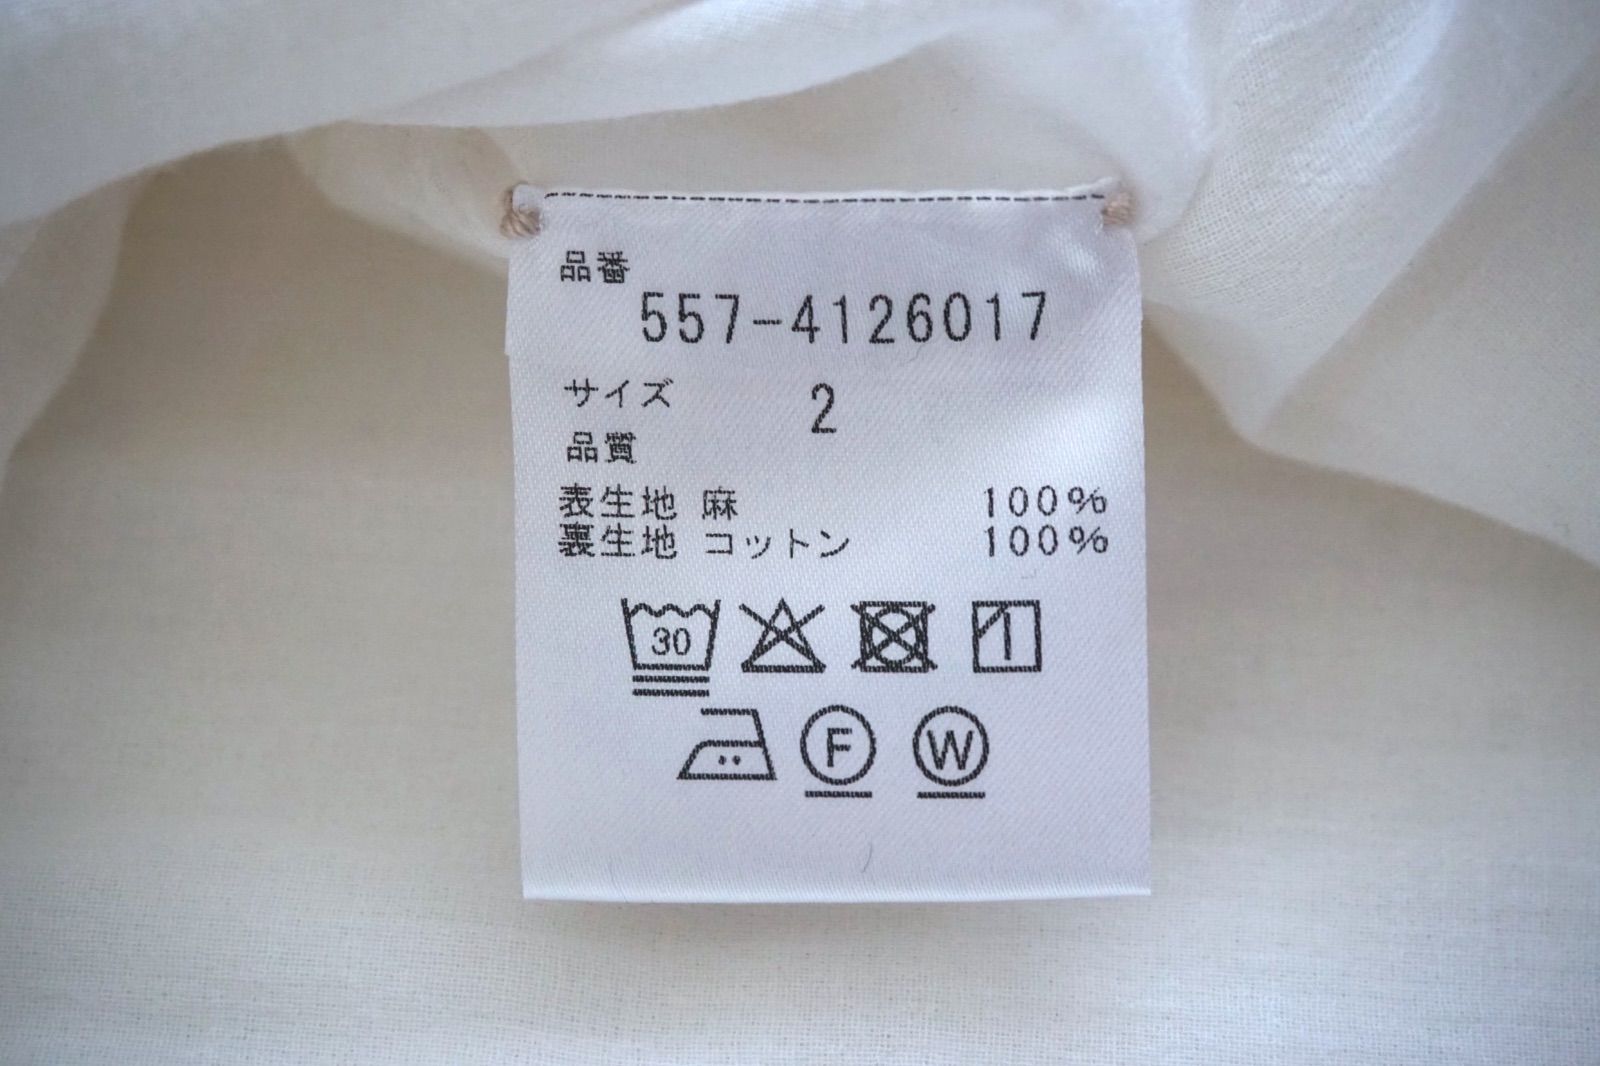 品番
557-4126017
サイズ 2
品質
表生地 麻 100%
裏生地 コットン 100%
30
F W